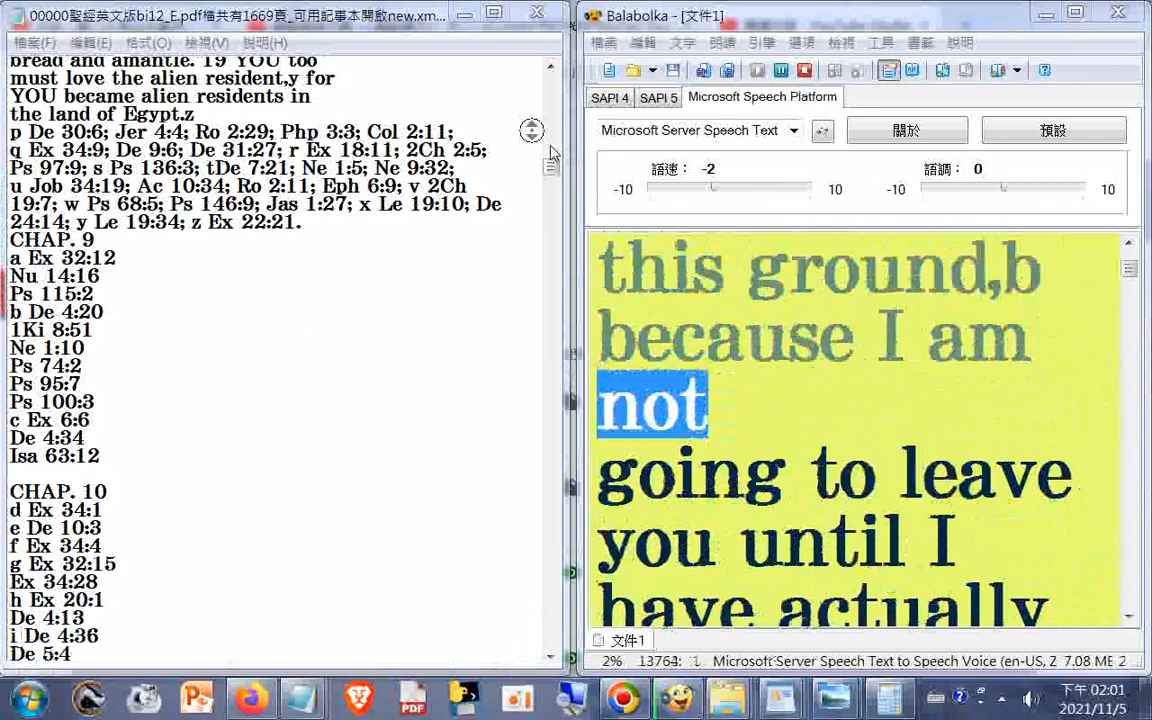 00000聖經英文版bi12_E.pdf檔共有1669頁_可用記事本開啟new.xm...
檔案(F) 編輯(E) 格式(O) 檢視(V) 說明(H)
bread and amantle. 19 YOU too
must love the alien resident,y for
YOU became alien residents in
the land of Egypt.z
p De 30:6; Jer 4:4; Ro 2:29; Php 3:3; Col 2:11;
q Ex 34:9; De 9:6; De 31:27; r Ex 18:11; 2Ch 2:5;
Ps 97:9; s Ps 136:3; tDe 7:21; Ne 1:5; Ne 9:32;
u Job 34:19; Ac 10:34; Ro 2:11; Eph 6:9; v 2Ch
19:7; w Ps 68:5; Ps 146:9; Jas 1:27; x Le 19:10; De
24:14; y Le 19:34; z Ex 22:21.
CHAP. 9
a Ex 32:12
Nu 14:16
Ps 115:2
b De 4:20
1Ki 8:51
Ne 1:10
Ps 74:2
Ps 95:7
Ps 100:3
c Ex 6:6
De 4:34
Isa 63:12
CHAP. 10
d Ex 34:1
e De 10:3
f Ex 34:4
g Ex 32:15
Ex 34:28
h Ex 20:1
De 4:13
i De 4:36
De 5:4
Balabolka - [文件1]
檔案 編輯 文字 朗讀 引擎 選項 檢視 工具 書籤 說明
SAPI 4 SAPI 5 Microsoft Speech Platform
Microsoft Server Speech Text 關於 預設
語速: -2 語調: 0
-10 10 -10 10
this ground,b
because I am
not
going to leave
you until I
have actually
文件1
2% Microsoft Server Speech Text to Speech Voice (en-US, Z 7.08 MB 2
下午 02:01
2021/11/5